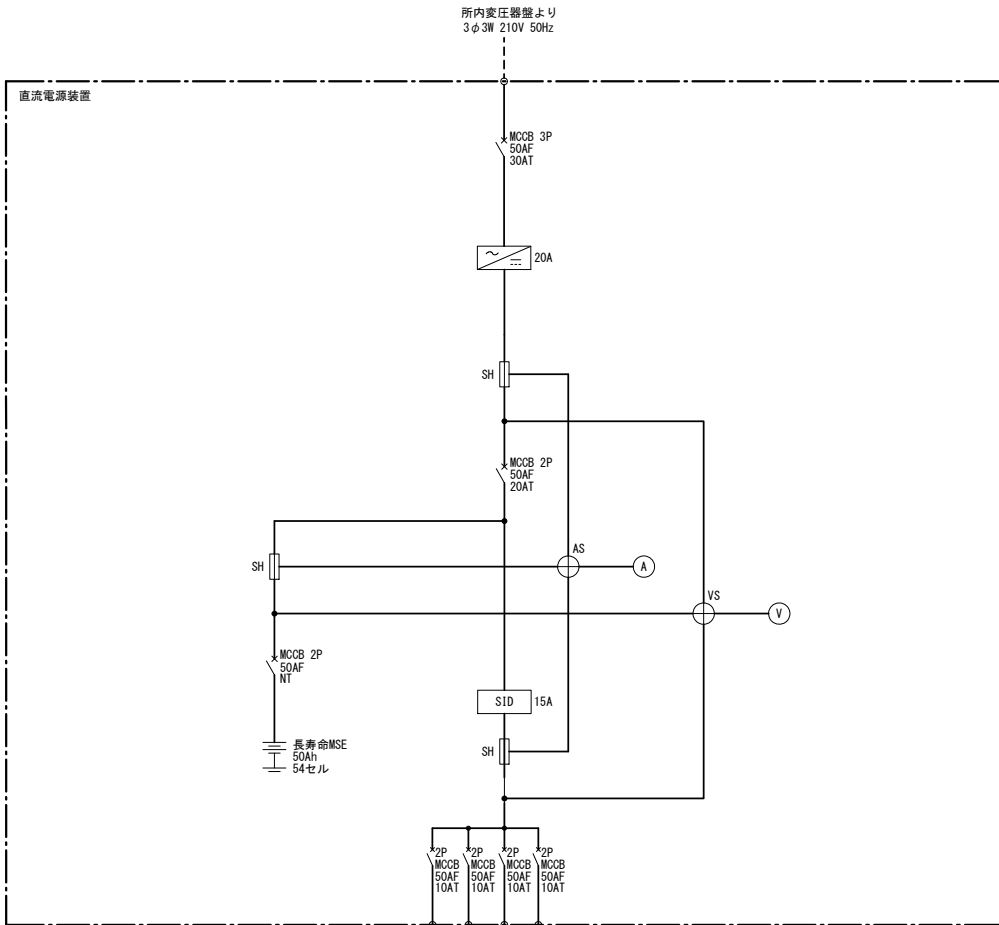 所内変圧器盤より
3φ3W 210V 50Hz
直流電源装置
MCCB 3P
50AF
30AT
20A
SH
MCCB 2P
50AF
20AT
SH
AS
A
VS
V
MCCB 2P
50AF
NT
SID
15A
長寿命MSE
50Ah
54セル
SH
2P
MCCB
50AF
10AT
2P
MCCB
50AF
10AT
2P
MCCB
50AF
10AT
2P
MCCB
50AF
10AT